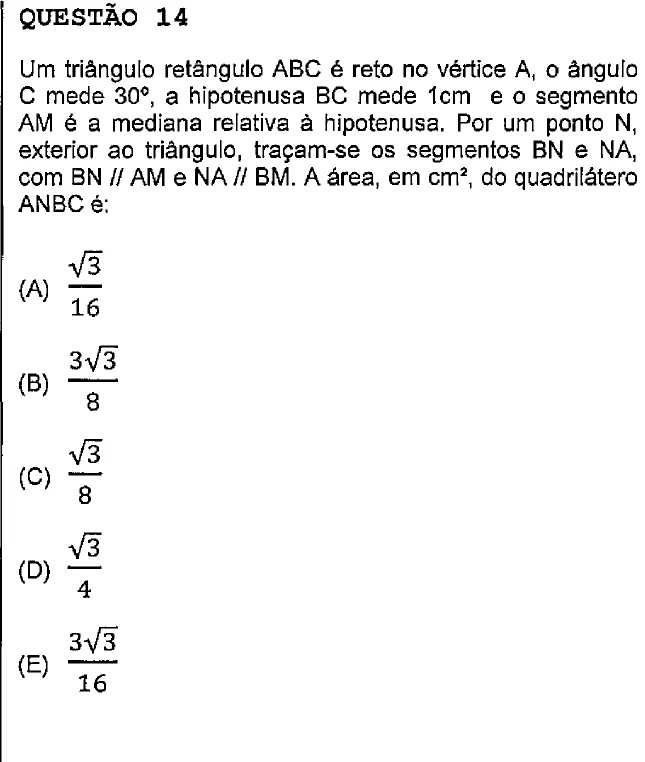 QUESTÃO 14
Um triângulo retângulo ABC é reto no vértice A, o ângulo
C mede 30º, a hipotenusa BC mede 1cm e o segmento
AM é a mediana relativa à hipotenusa. Por um ponto N,
exterior ao triângulo, traçam-se os segmentos BN e NA,
com BN // AM e NA // BM. A área, em cm², do quadrilátero
ANBC é:
(A) √3/16
(B) 3√3/8
(C) √3/8
(D) √3/4
(E) 3√3/16